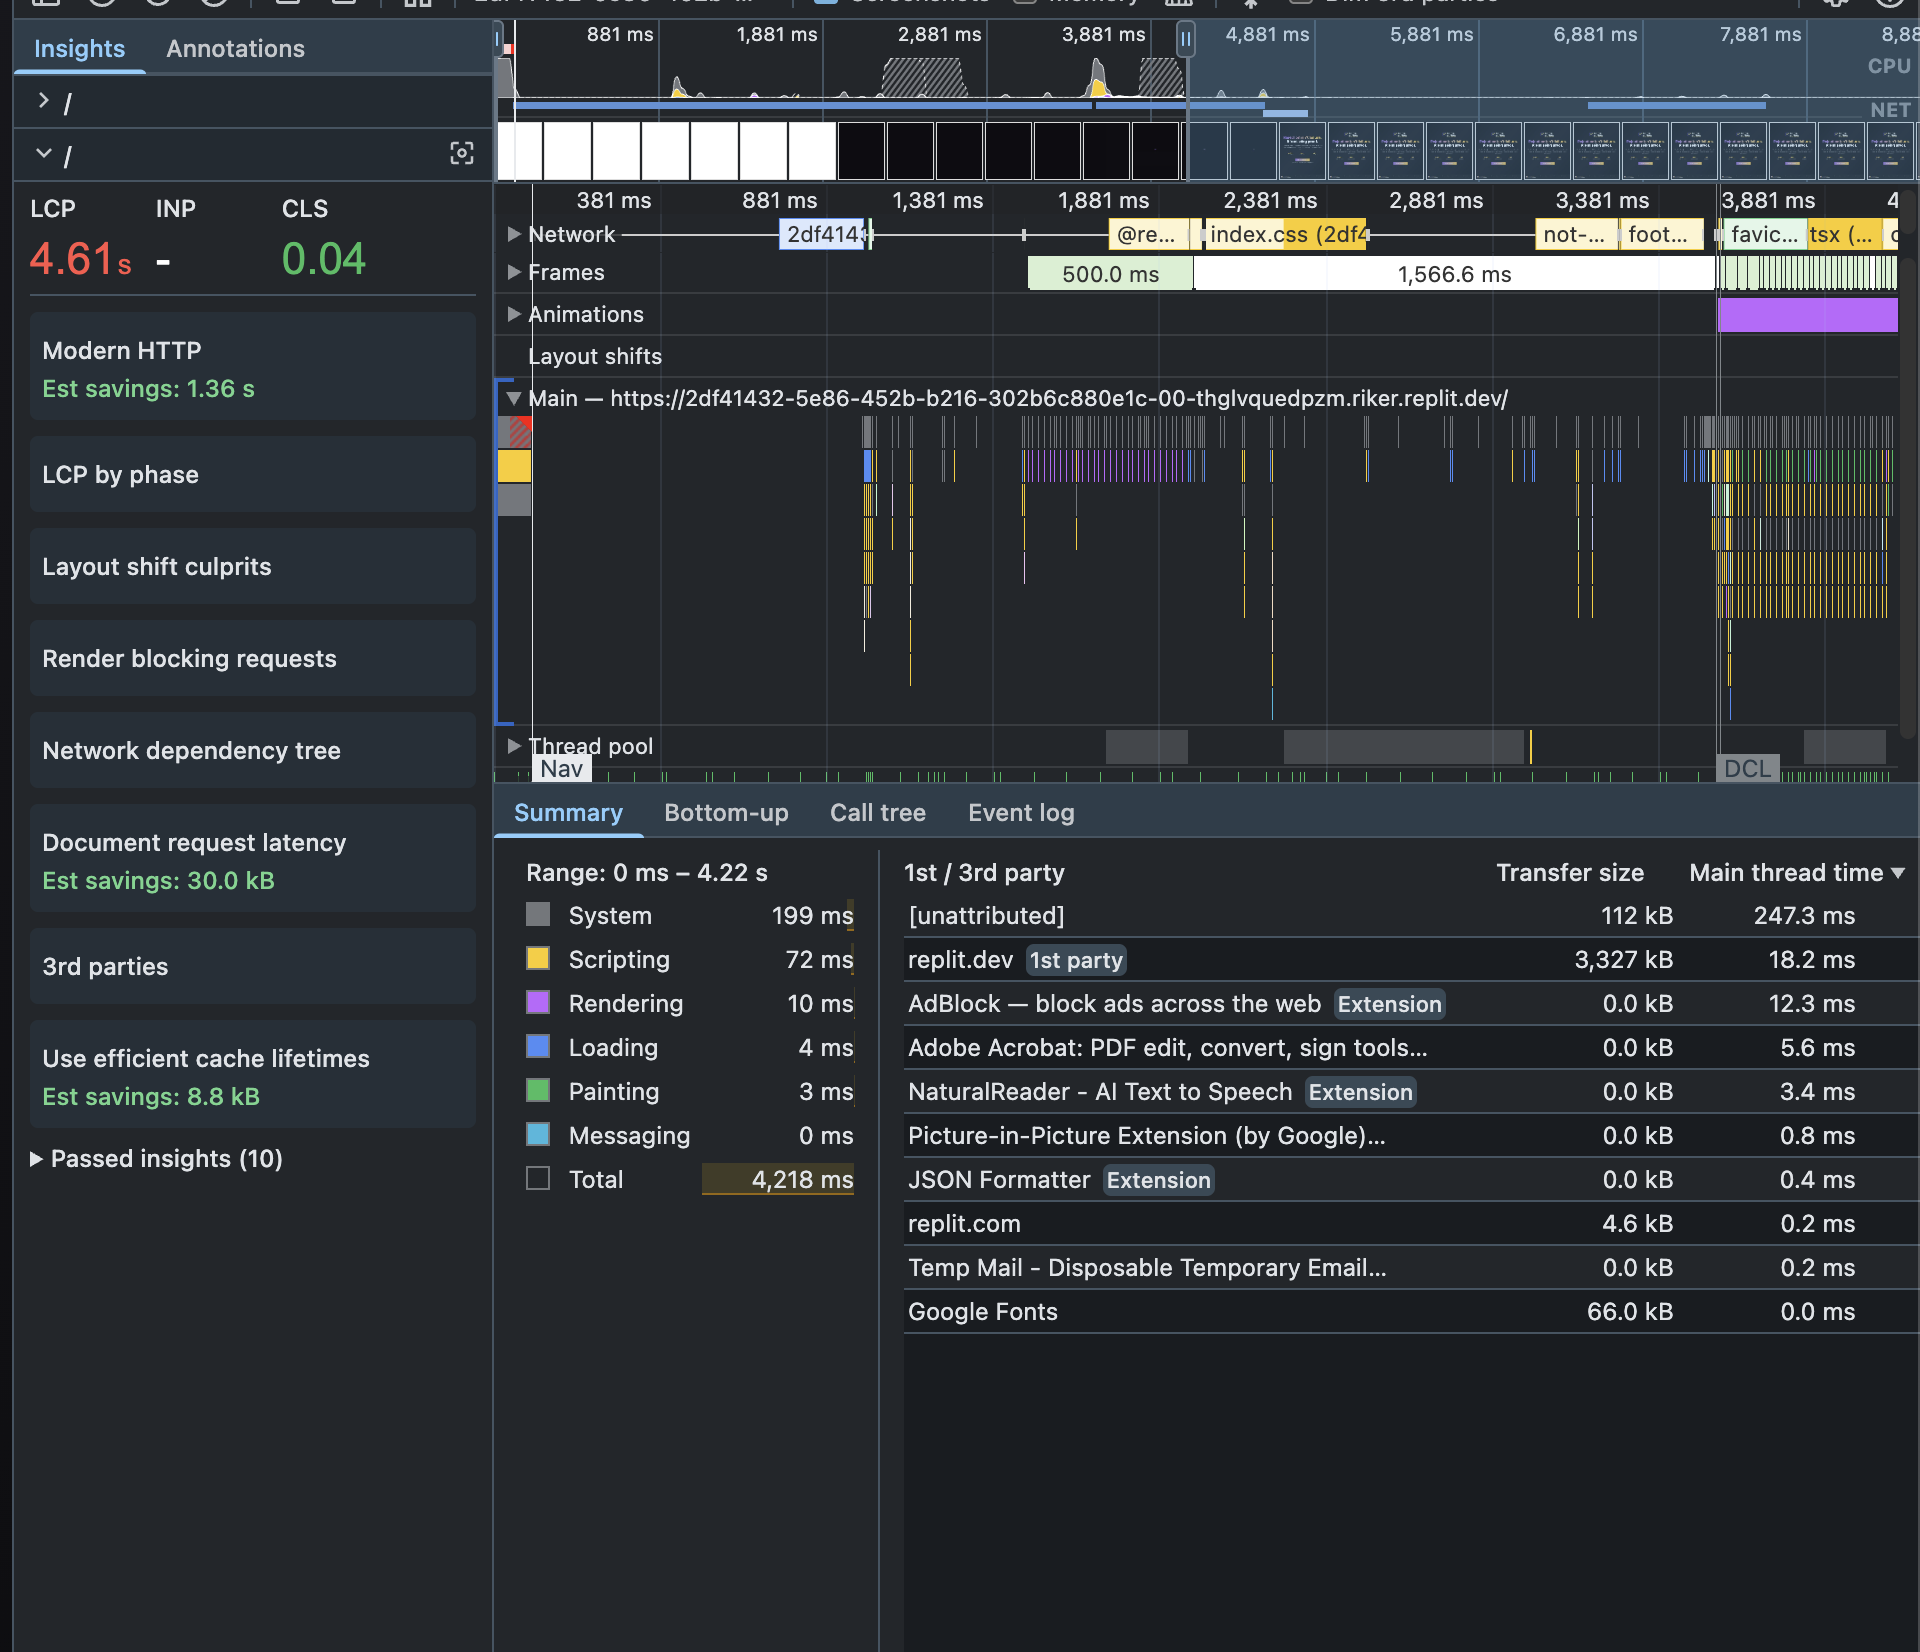 Insights
Annotations
/
/
LCP
INP
CLS
4.61s
-
0.04
Modern HTTP
Est savings: 1.36 s
LCP by phase
Layout shift culprits
Render blocking requests
Network dependency tree
Document request latency
Est savings: 30.0 kB
3rd parties
Use efficient cache lifetimes
Est savings: 8.8 kB
Passed insights (10)
881 ms
1,881 ms
2,881 ms
3,881 ms
4,881 ms
5,881 ms
6,881 ms
7,881 ms
8,88
CPU
NET
381 ms
881 ms
1,381 ms
1,881 ms
2,381 ms
2,881 ms
3,381 ms
3,881 ms
4
Network
2df414
@re...
index.css (2df4
not-...
foot...
favic...
tsx (...
Frames
500.0 ms
1,566.6 ms
Animations
Layout shifts
Main — https://2df41432-5e86-452b-b216-302b6c880e1c-00-thglvquedpzm.riker.replit.dev/
Thread pool
Nav
DCL
Summary
Bottom-up
Call tree
Event log
Range: 0 ms – 4.22 s
System 199 ms
Scripting 72 ms
Rendering 10 ms
Loading 4 ms
Painting 3 ms
Messaging 0 ms
Total 4,218 ms
1st / 3rd party Transfer size Main thread time
[unattributed] 112 kB 247.3 ms
replit.dev 1st party 3,327 kB 18.2 ms
AdBlock — block ads across the web Extension 0.0 kB 12.3 ms
Adobe Acrobat: PDF edit, convert, sign tools... 0.0 kB 5.6 ms
NaturalReader - AI Text to Speech Extension 0.0 kB 3.4 ms
Picture-in-Picture Extension (by Google)... 0.0 kB 0.8 ms
JSON Formatter Extension 0.0 kB 0.4 ms
replit.com 4.6 kB 0.2 ms
Temp Mail - Disposable Temporary Email... 0.0 kB 0.2 ms
Google Fonts 66.0 kB 0.0 ms